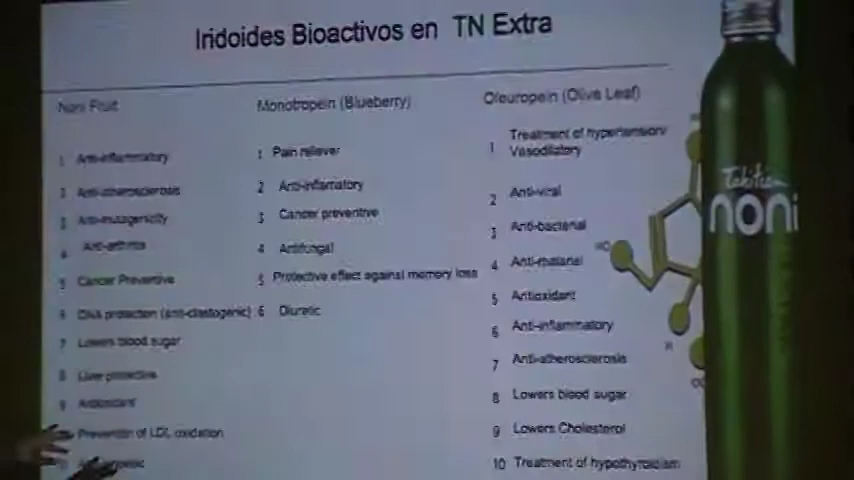 Iridoides Bioactivos en TN Extra
Noni Fruit
1 Anti-inflammatory
2 Anti-atherosclerosis
3 Anti-mutagenicity
4 Anti-arthritis
5 Cancer Preventive
6 DNA protection (anti-clastogenic)
7 Lowers blood sugar
8 Liver protective
9 Antioxidant
Prevention of LDL oxidation
Monotropein (Blueberry)
1 Pain reliever
2 Anti-inflamatory
3 Cancer preventive
4 Antifungal
5 Protective effect against memory loss
6 Diuretic
Oleuropein (Olive Leaf)
1 Treatment of hypertension/
Vasodilatory
2 Anti-viral
3 Anti-bacterial
4 Anti-malarial
5 Antioxidant
6 Anti-inflammatory
7 Anti-atherosclerosis
8 Lowers blood sugar
9 Lowers Cholesterol
10 Treatment of hypothyroidism
HO
Tahitian
noni